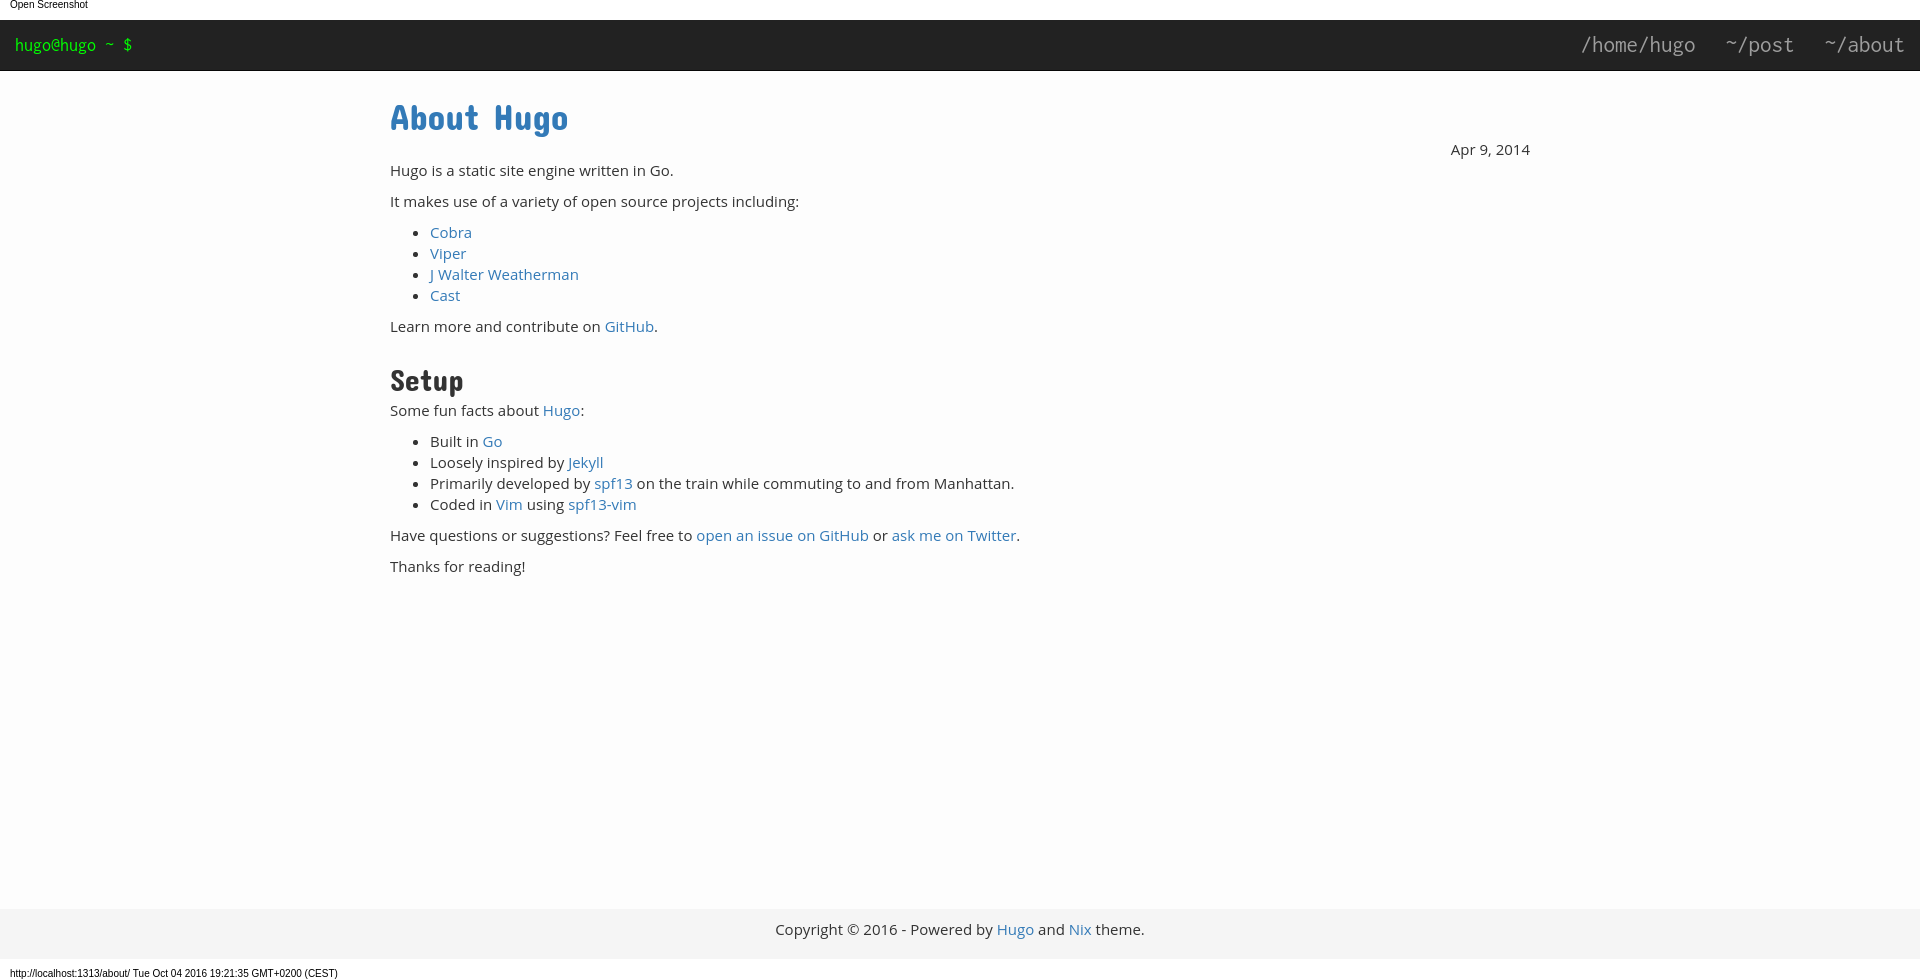 Open Screenshot
hugo@hugo ~ $
/home/hugo ~/post ~/about
About Hugo
Apr 9, 2014
Hugo is a static site engine written in Go.
It makes use of a variety of open source projects including:
Cobra
Viper
J Walter Weatherman
Cast
Learn more and contribute on GitHub.
Setup
Some fun facts about Hugo:
Built in Go
Loosely inspired by Jekyll
Primarily developed by spf13 on the train while commuting to and from Manhattan.
Coded in Vim using spf13-vim
Have questions or suggestions? Feel free to open an issue on GitHub or ask me on Twitter.
Thanks for reading!
Copyright © 2016 - Powered by Hugo and Nix theme.
http://localhost:1313/about/ Tue Oct 04 2016 19:21:35 GMT+0200 (CEST)